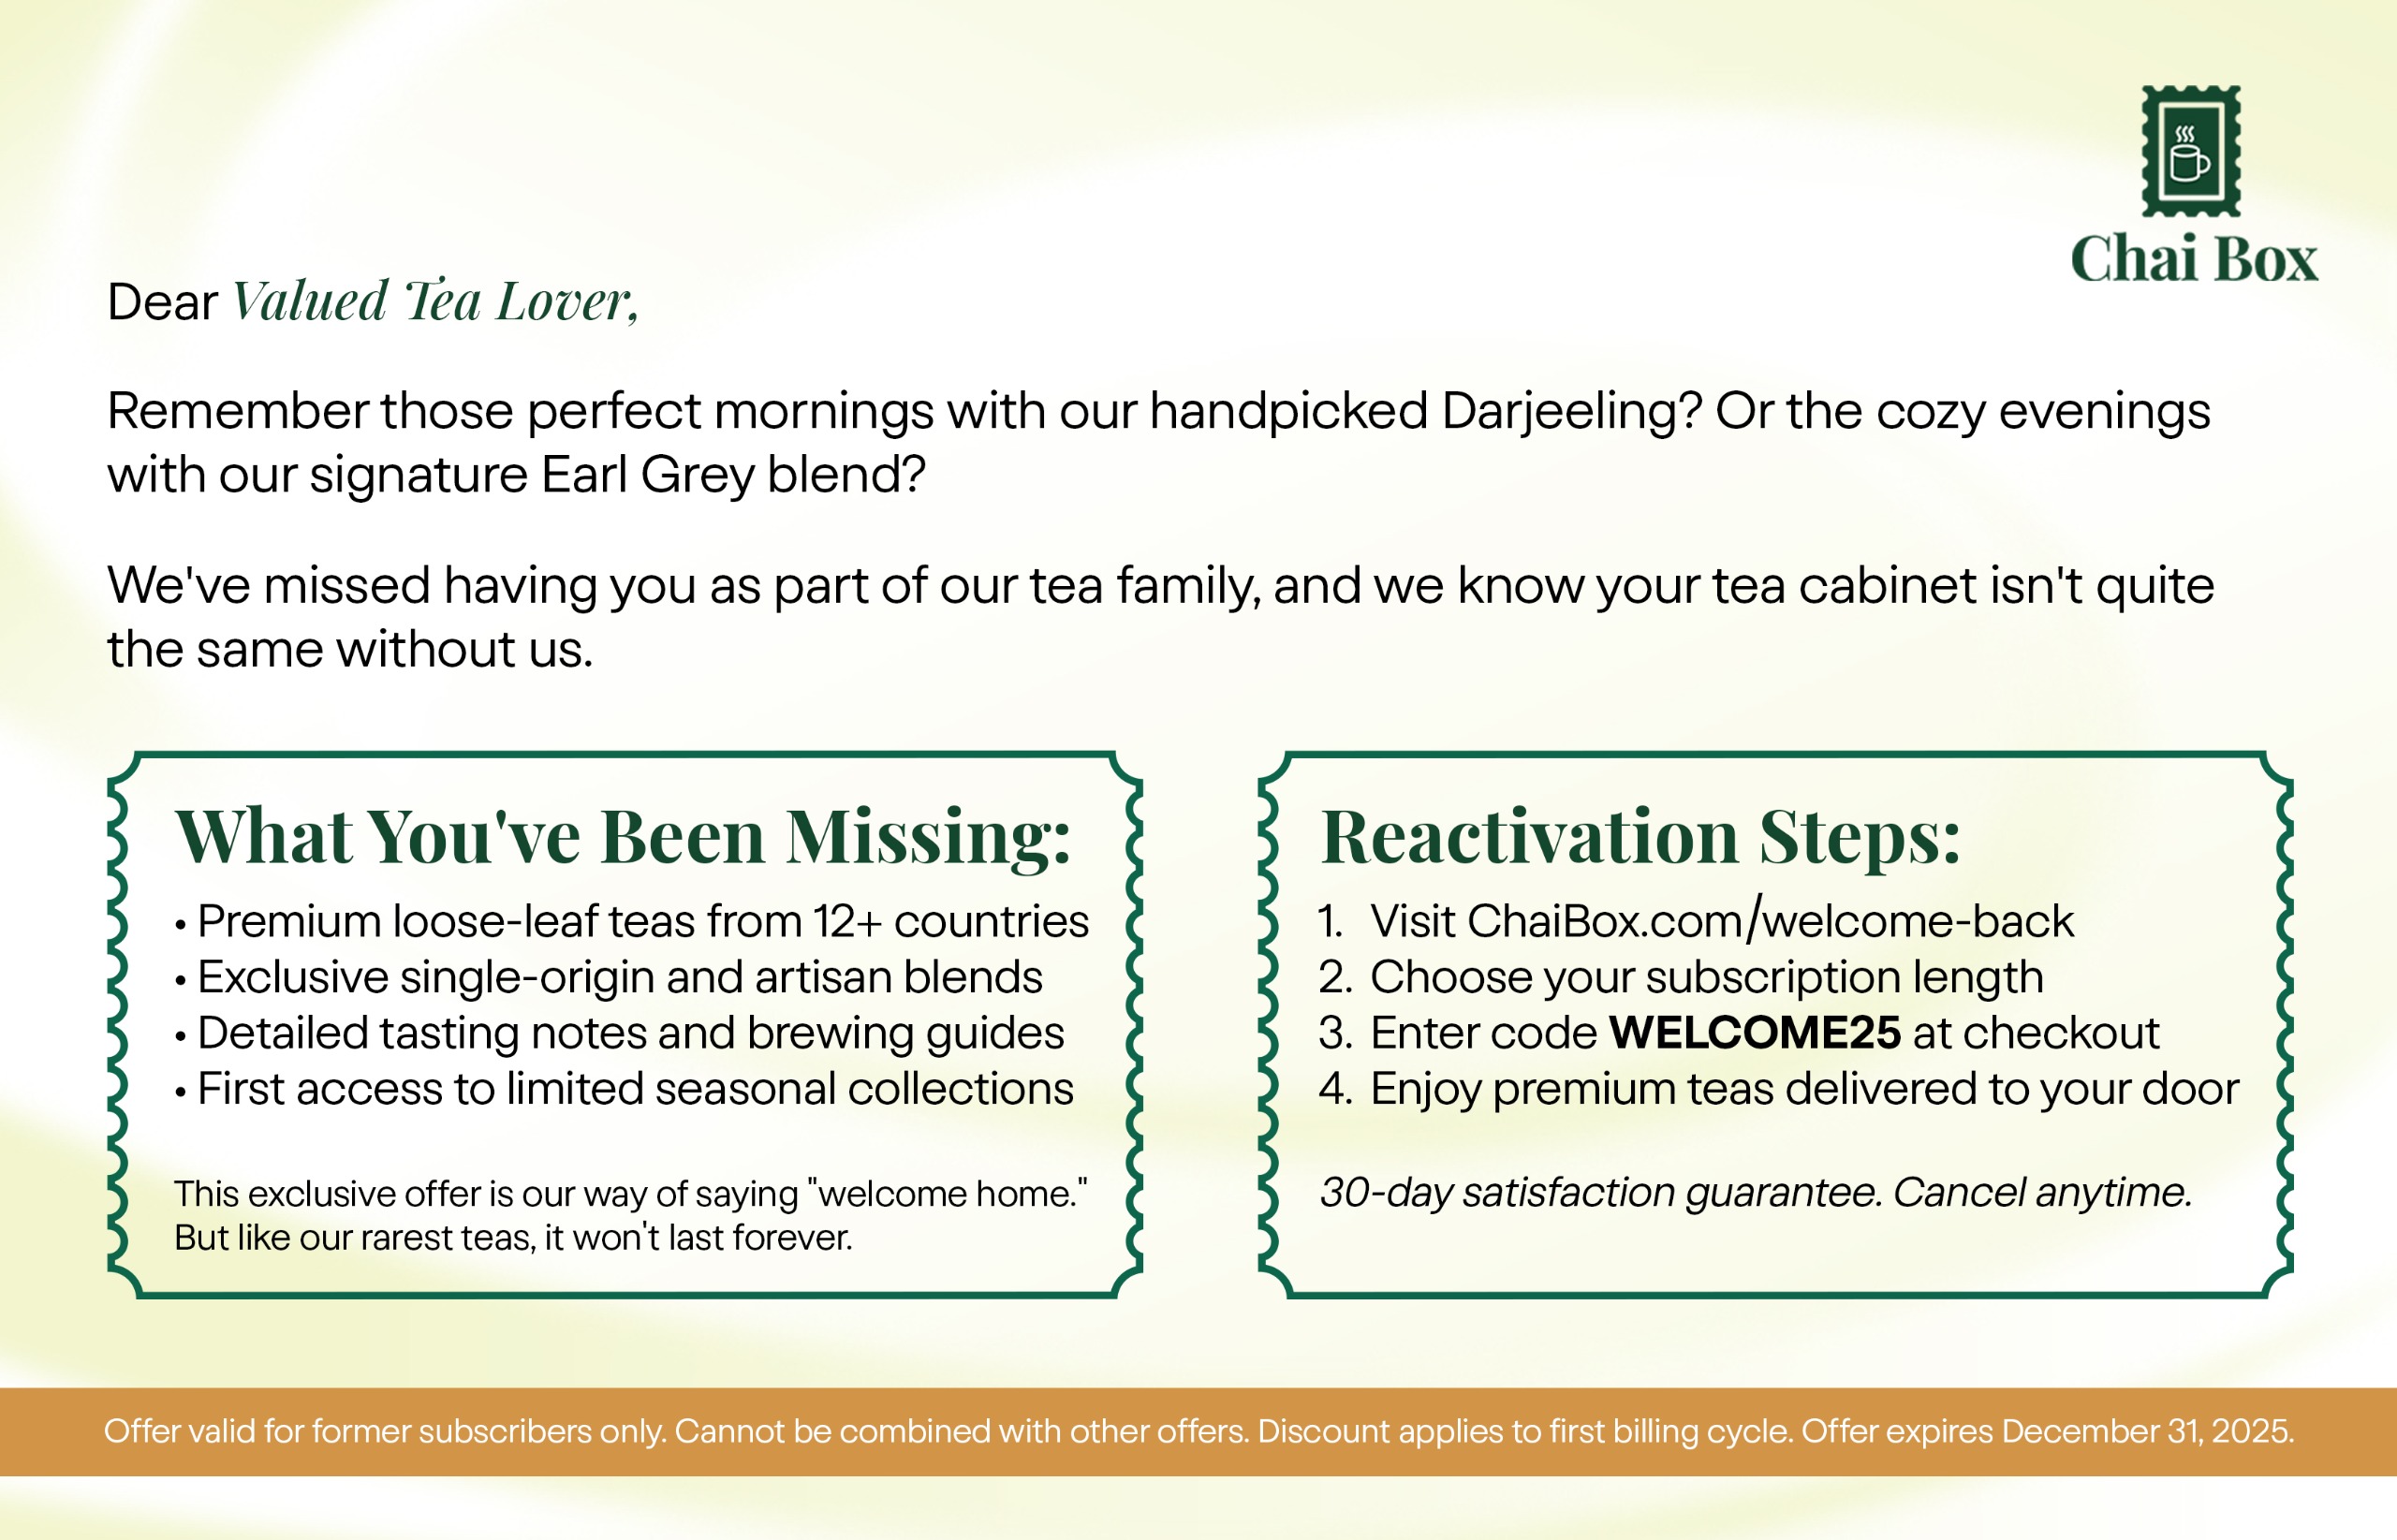 Chai Box
Dear Valued Tea Lover,
Remember those perfect mornings with our handpicked Darjeeling? Or the cozy evenings
with our signature Earl Grey blend?
We've missed having you as part of our tea family, and we know your tea cabinet isn't quite
the same without us.
What You've Been Missing:
• Premium loose-leaf teas from 12+ countries
• Exclusive single-origin and artisan blends
• Detailed tasting notes and brewing guides
• First access to limited seasonal collections
This exclusive offer is our way of saying "welcome home."
But like our rarest teas, it won't last forever.
Reactivation Steps:
1. Visit ChaiBox.com/welcome-back
2. Choose your subscription length
3. Enter code WELCOME25 at checkout
4. Enjoy premium teas delivered to your door
30-day satisfaction guarantee. Cancel anytime.
Offer valid for former subscribers only. Cannot be combined with other offers. Discount applies to first billing cycle. Offer expires December 31, 2025.